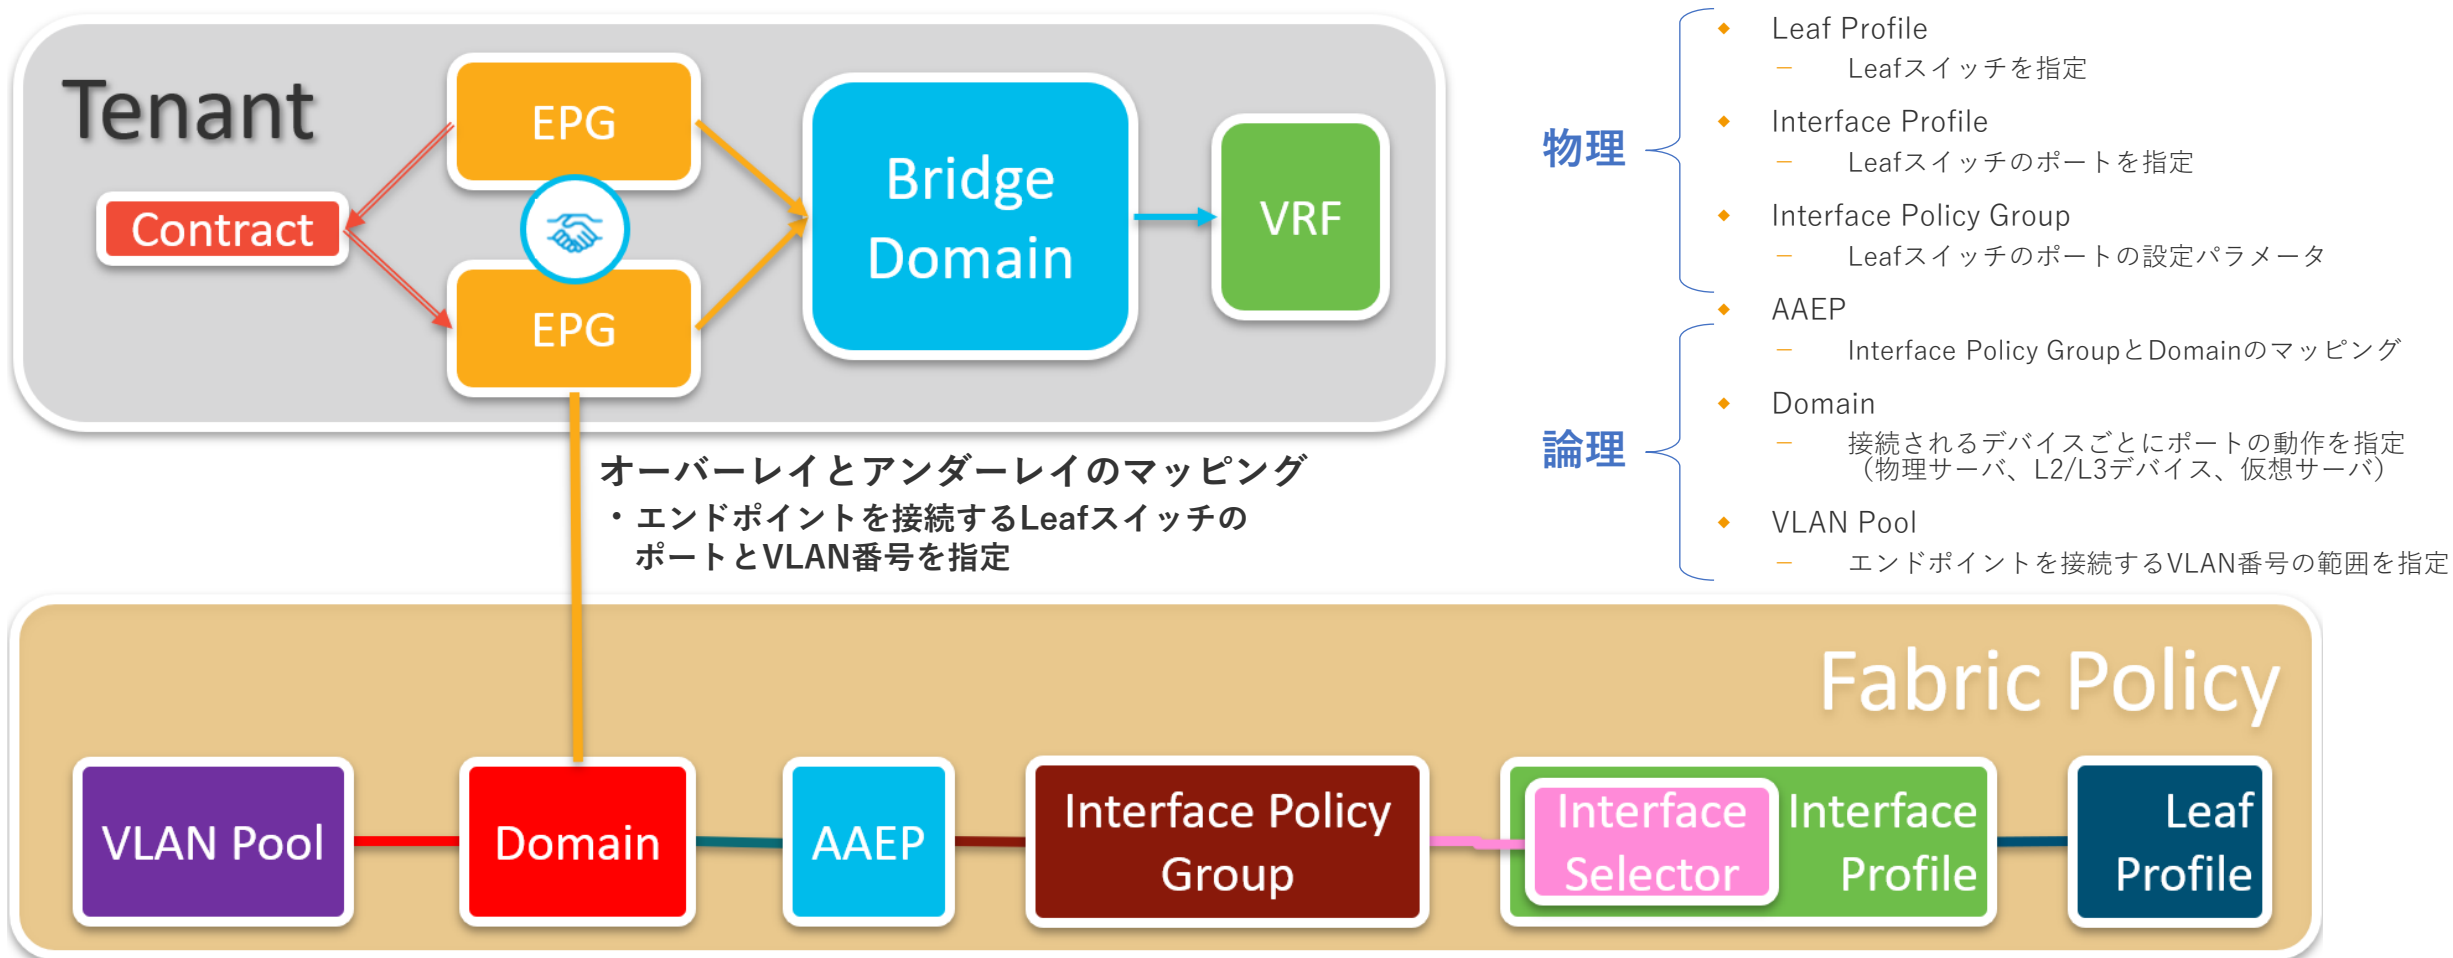 Tenant
EPG
Contract
EPG
Bridge
Domain
VRF
物理
◆ Leaf Profile
− Leafスイッチを指定
◆ Interface Profile
− Leafスイッチのポートを指定
◆ Interface Policy Group
− Leafスイッチのポートの設定パラメータ
論理
◆ AAEP
− Interface Policy GroupとDomainのマッピング
◆ Domain
− 接続されるデバイスごとにポートの動作を指定
（物理サーバ、L2/L3デバイス、仮想サーバ）
◆ VLAN Pool
− エンドポイントを接続するVLAN番号の範囲を指定
オーバーレイとアンダーレイのマッピング
・エンドポイントを接続するLeafスイッチの
ポートとVLAN番号を指定
Fabric Policy
VLAN Pool
Domain
AAEP
Interface Policy
Group
Interface
Selector
Interface
Profile
Leaf
Profile